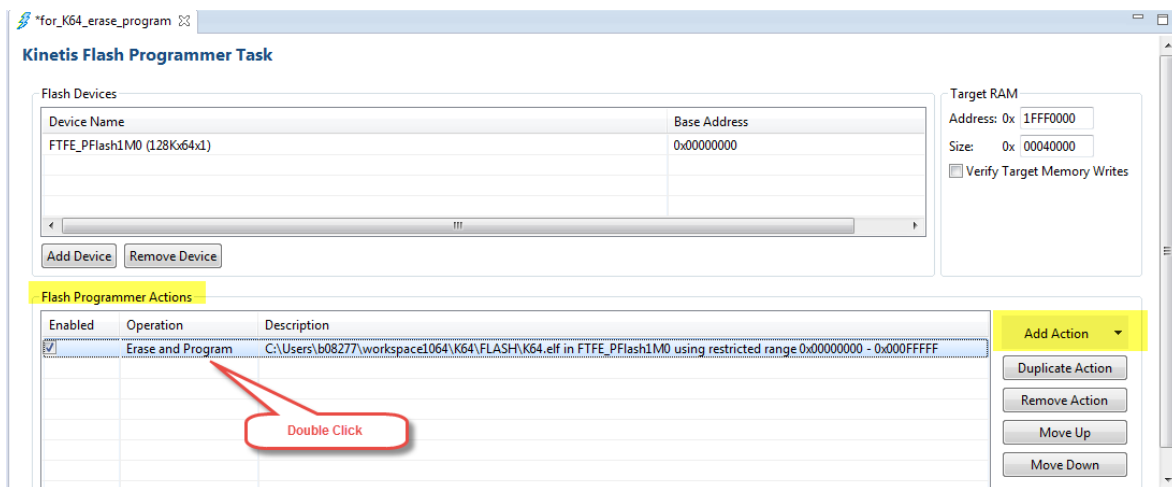 *for_K64_erase_program
Kinetis Flash Programmer Task
Flash Devices
Device Name Base Address
FTFE_PFlash1M0 (128Kx64x1) 0x00000000
Add Device Remove Device
Target RAM
Address: 0x 1FFF0000
Size: 0x 00040000
Verify Target Memory Writes
Flash Programmer Actions
Enabled Operation Description
Erase and Program C:\Users\b08277\workspace1064\K64\FLASH\K64.elf in FTFE_PFlash1M0 using restricted range 0x00000000 - 0x000FFFFF
Double Click
Add Action
Duplicate Action
Remove Action
Move Up
Move Down